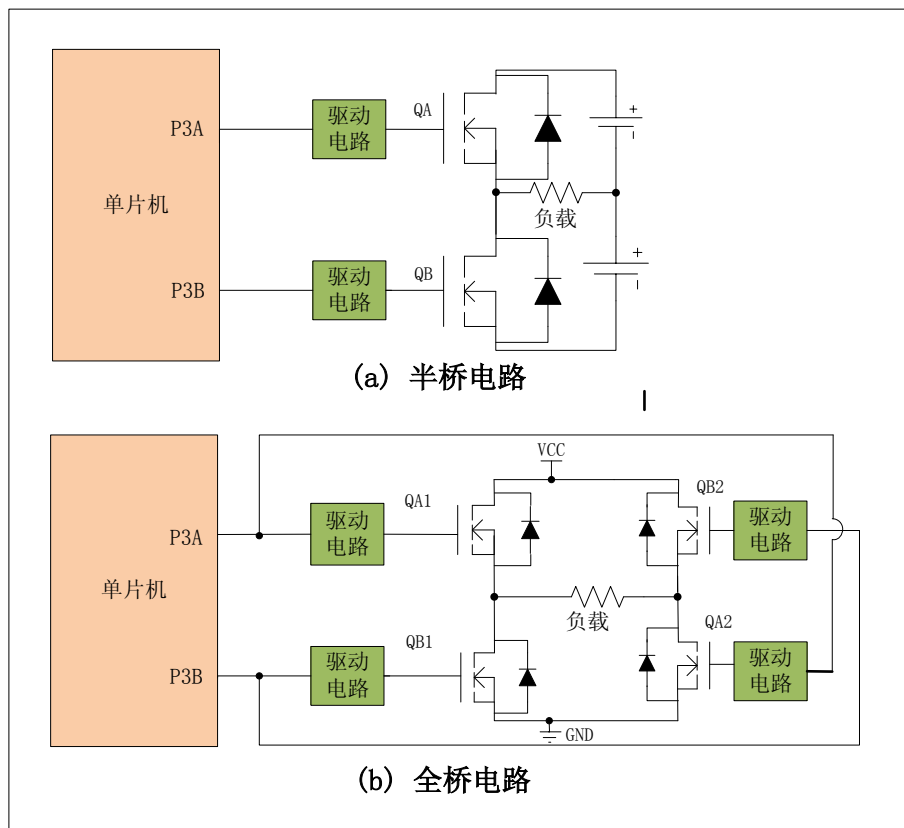 单片机
P3A
驱动
电路
QA
+
-
负载
P3B
驱动
电路
QB
+
-
(a) 半桥电路
单片机
VCC
P3A
驱动
电路
QA1
QB2
驱动
电路
负载
P3B
驱动
电路
QB1
QA2
驱动
电路
GND
(b) 全桥电路